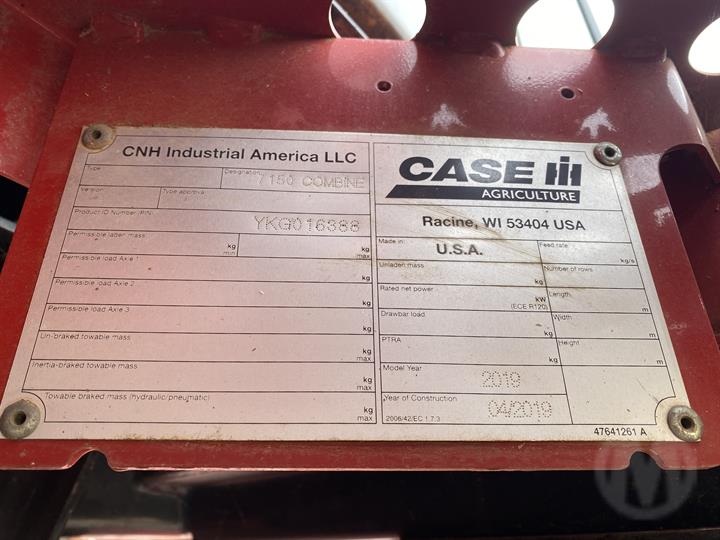 CNH Industrial America LLC
Type
Designation
7150 COMBINE
Version
Type approval
Product ID Number /PIN/
YKG016388
Permissible laden mass
kg min
kg max
Permissible load Axle 1
kg
Permissible load Axle 2
kg
Permissible load Axle 3
kg
Un-braked towable mass
kg max
Inertia-braked towable mass
kg max
Towable braked mass (hydraulic/pneumatic)
kg max
CASE IH
AGRICULTURE
Racine, WI 53404 USA
Made in:
U.S.A.
Feed rate
kg/s
Unladen mass
kg
Number of rows
Rated net power
kW
(ECE R120)
Length
m
Drawbar load
kg
Width
m
PTRA
kg
Height
m
Model Year
2019
Year of Construction
04/2019
2006/42/EC 1.7.3
47641261 A
M